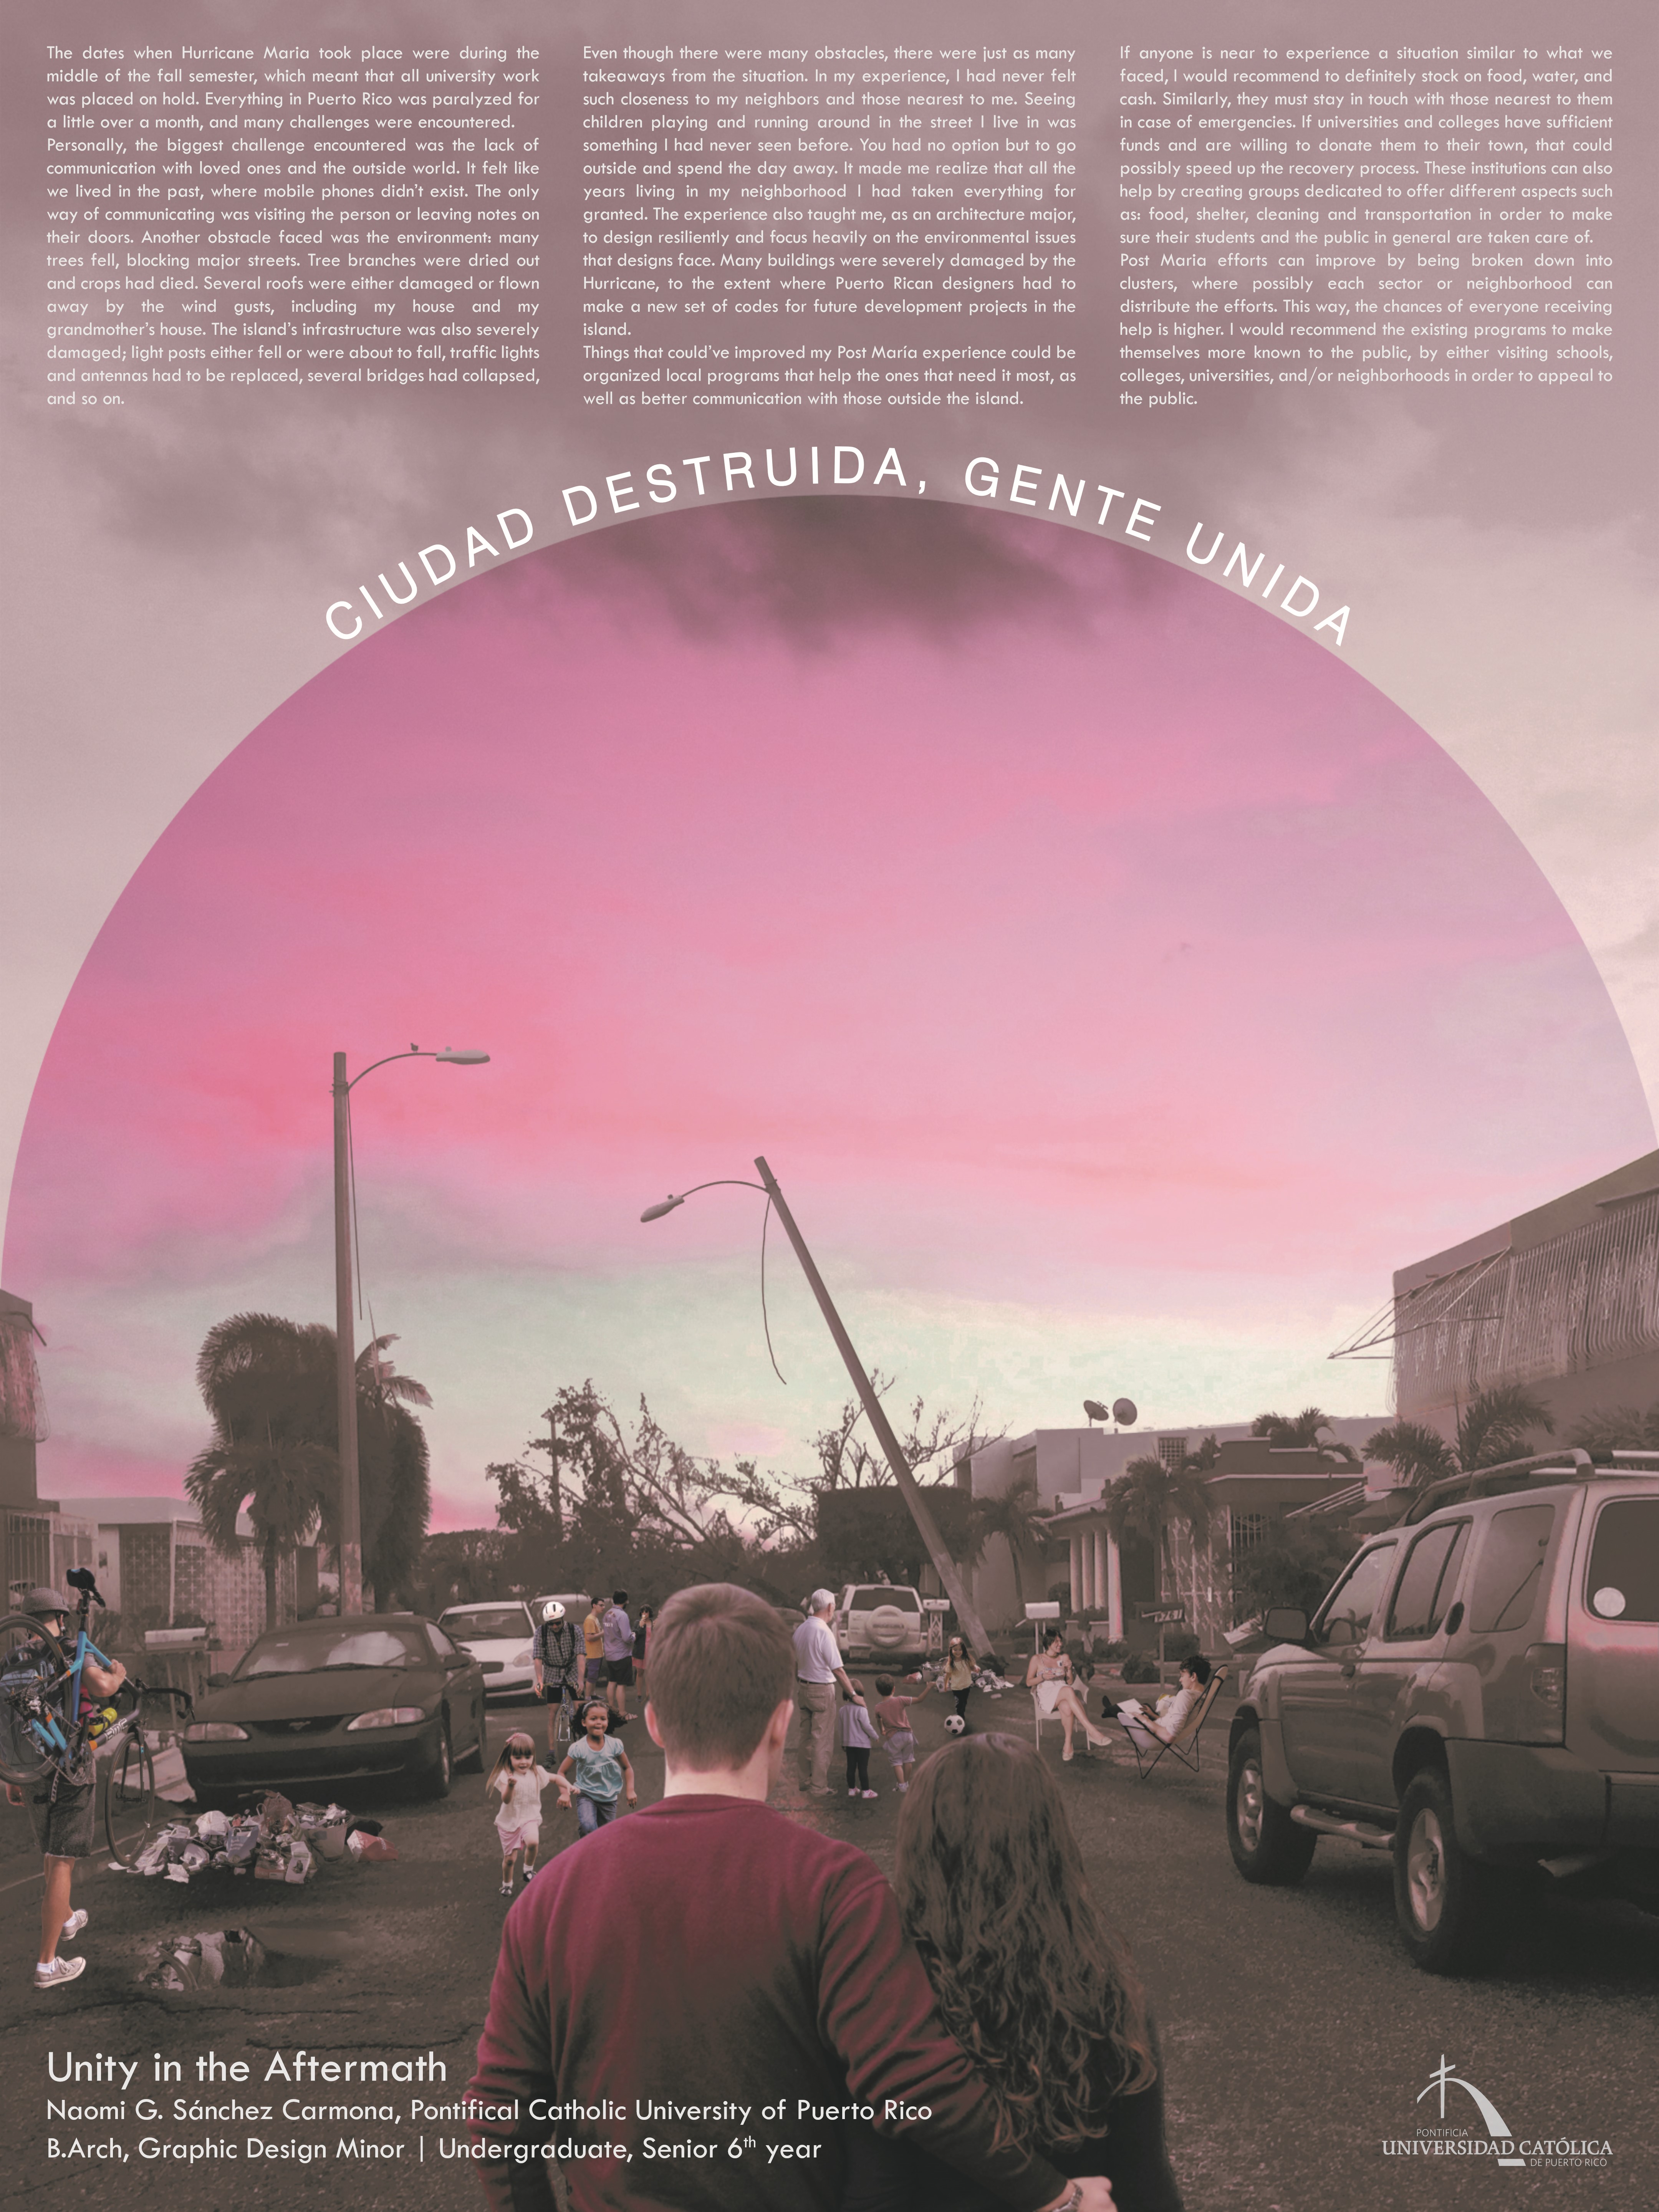 The dates when Hurricane Maria took place were during the
middle of the fall semester, which meant that all university work
was placed on hold. Everything in Puerto Rico was paralyzed for
a little over a month, and many challenges were encountered.
Personally, the biggest challenge encountered was the lack of
communication with loved ones and the outside world. It felt like
we lived in the past, where mobile phones didn't exist. The only
way of communicating was visiting the person or leaving notes on
their doors. Another obstacle faced was the environment: many
trees fell, blocking major streets. Tree branches were dried out
and crops had died. Several roofs were either damaged or flown
away by the wind gusts, including my house and my
grandmother's house. The island's infrastructure was also severely
damaged; light posts either fell or were about to fall, traffic lights
and antennas had to be replaced, several bridges had collapsed,
and so on.
Even though there were many obstacles, there were just as many
takeaways from the situation. In my experience, I had never felt
such closeness to my neighbors and those nearest to me. Seeing
children playing and running around in the street I live in was
something I had never seen before. You had no option but to go
outside and spend the day away. It made me realize that all the
years living in my neighborhood I had taken everything for
granted. The experience also taught me, as an architecture major,
to design resiliently and focus heavily on the environmental issues
that designs face. Many buildings were severely damaged by the
Hurricane, to the extent where Puerto Rican designers had to
make a new set of codes for future development projects in the
island.
Things that could've improved my Post María experience could be
organized local programs that help the ones that need it most, as
well as better communication with those outside the island.
If anyone is near to experience a situation similar to what we
faced, I would recommend to definitely stock on food, water, and
cash. Similarly, they must stay in touch with those nearest to them
in case of emergencies. If universities and colleges have sufficient
funds and are willing to donate them to their town, that could
possibly speed up the recovery process. These institutions can also
help by creating groups dedicated to offer different aspects such
as: food, shelter, cleaning and transportation in order to make
sure their students and the public in general are taken care of.
Post Maria efforts can improve by being broken down into
clusters, where possibly each sector or neighborhood can
distribute the efforts. This way, the chances of everyone receiving
help is higher. I would recommend the existing programs to make
themselves more known to the public, by either visiting schools,
colleges, universities, and/or neighborhoods in order to appeal to
the public.
CIUDAD DESTRUIDA, GENTE UNIDA
Unity in the Aftermath
Naomi G. Sánchez Carmona, Pontifical Catholic University of Puerto Rico
B.Arch, Graphic Design Minor | Undergraduate, Senior 6th year
PONTIFICIA
UNIVERSIDAD CATÓLICA
DE PUERTO RICO